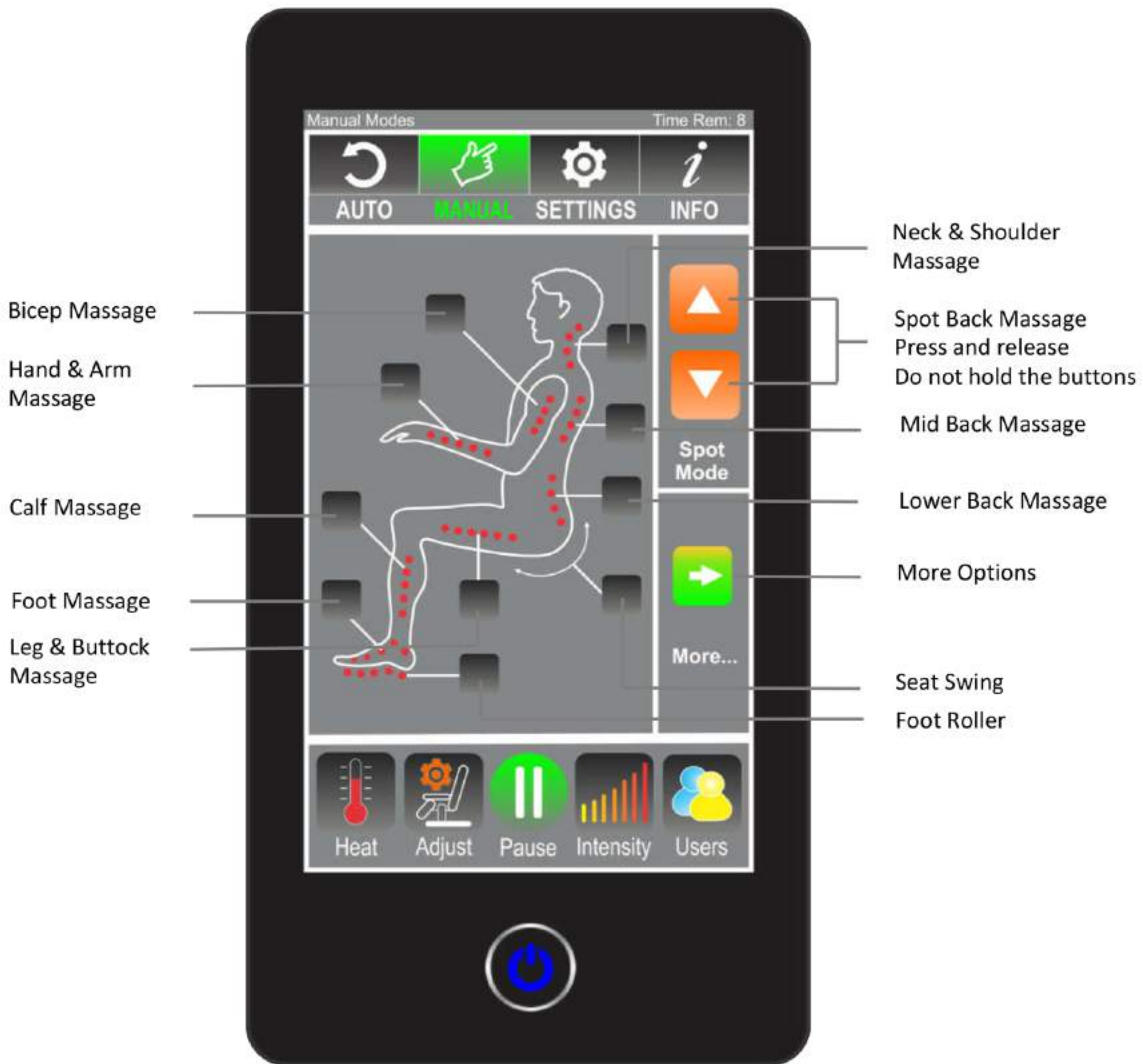 Manual Modes
Time Rem: 8
AUTO
MANUAL
SETTINGS
i
INFO
Neck & Shoulder
Massage
Bicep Massage
Spot Back Massage
Press and release
Do not hold the buttons
Hand & Arm
Massage
Mid Back Massage
Spot
Mode
Calf Massage
Lower Back Massage
More Options
Foot Massage
Leg & Buttock
Massage
More...
Seat Swing
Foot Roller
Heat
Adjust
Pause
Intensity
Users